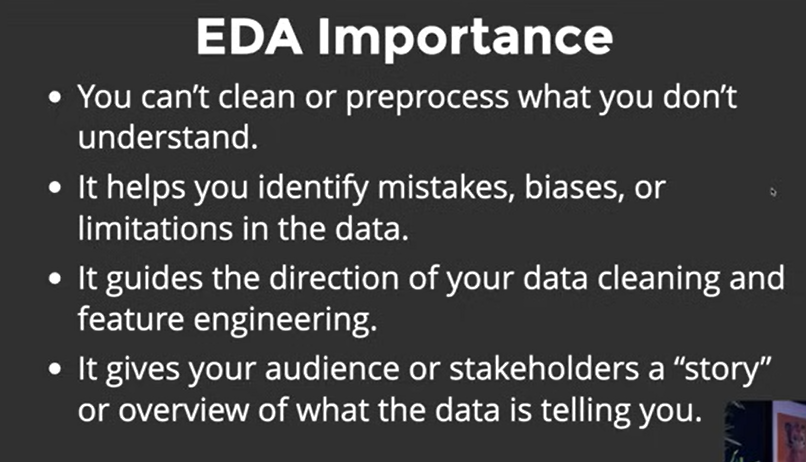 EDA Importance
• You can’t clean or preprocess what you don’t
understand.
• It helps you identify mistakes, biases, or
limitations in the data.
• It guides the direction of your data cleaning and
feature engineering.
• It gives your audience or stakeholders a “story”
or overview of what the data is telling you.